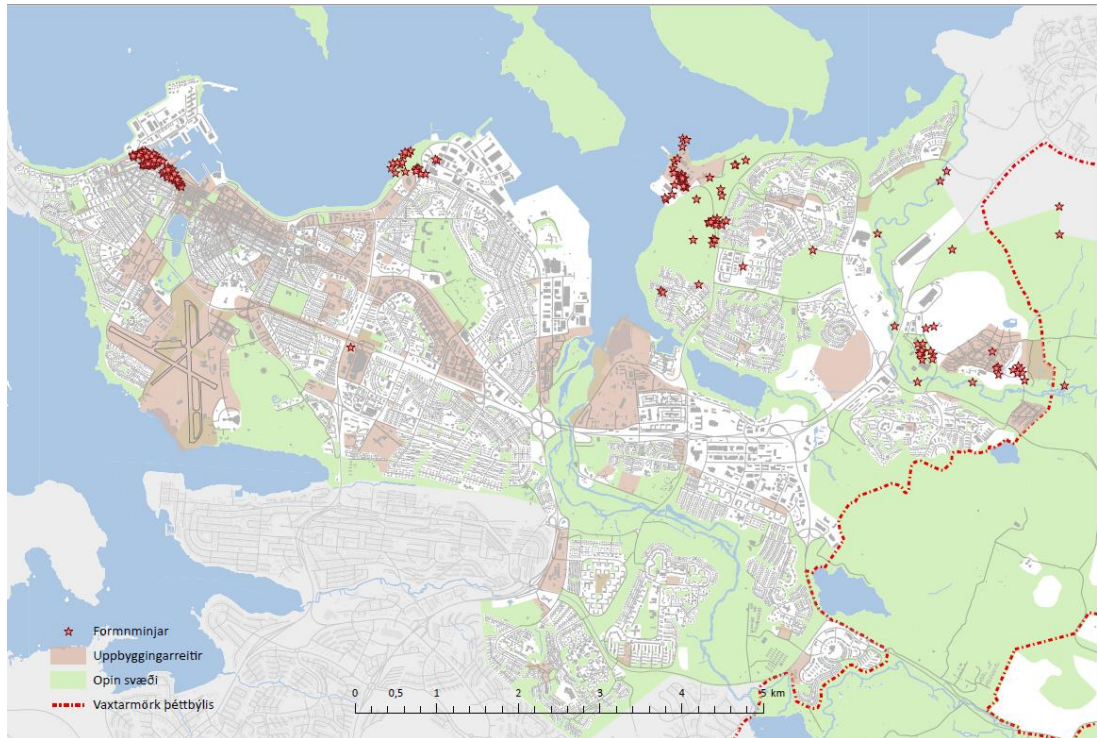 Formnminjar
Uppbyggingarreitir
Opin svæði
Vaxtarmörk þéttbýlis
0 0,5 1 2 3 4 5 km